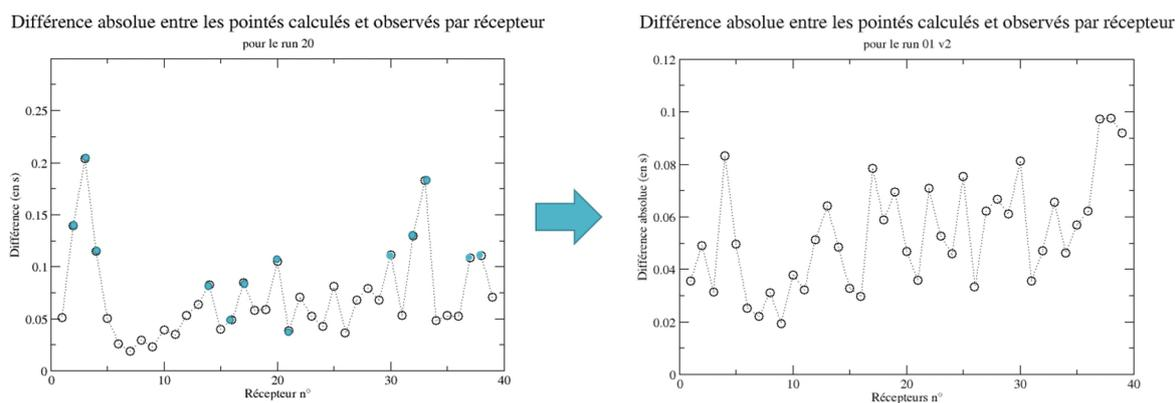 Différence absolue entre les pointés calculés et observés par récepteur
pour le run 20
Différence (en s)
0.25
0.2
0.15
0.1
0.05
0
0 10 20 30 40
Récepteur n°
Différence absolue entre les pointés calculés et observés par récepteur
pour le run 01 v2
Différence absolue (en s)
0.12
0.1
0.08
0.06
0.04
0.02
0
0 10 20 30 40
Récepteurs n°